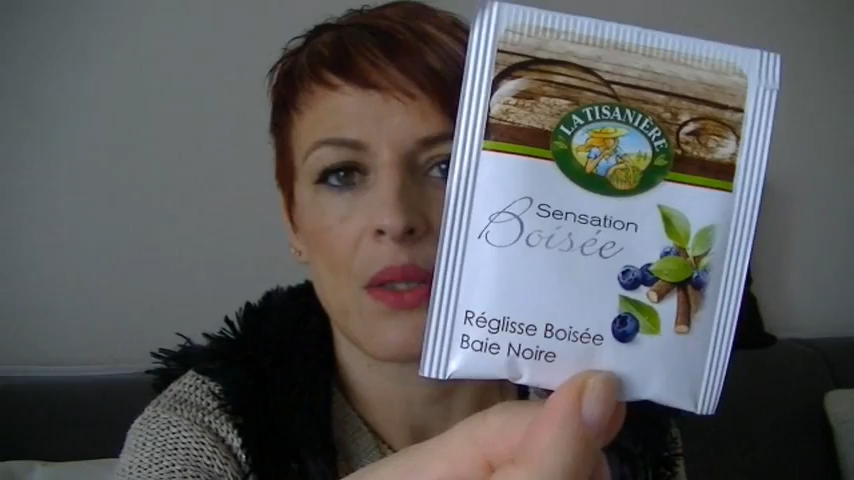 LA TISANIÈRE
Sensation
Boisée
Réglisse Boisée
Baie Noire